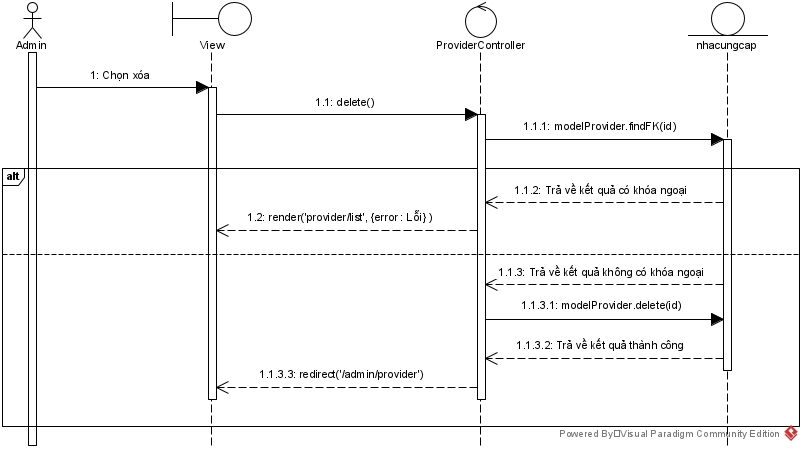 Admin
View
ProviderController
nhacungcap
1: Chọn xóa
1.1: delete()
1.1.1: modelProvider.findFK(id)
alt
1.1.2: Trả về kết quả có khóa ngoại
1.2: render('provider/list', {error : Lỗi} )
1.1.3: Trả về kết quả không có khóa ngoại
1.1.3.1: modelProvider.delete(id)
1.1.3.2: Trả về kết quả thành công
1.1.3.3: redirect('/admin/provider')
Powered By Visual Paradigm Community Edition